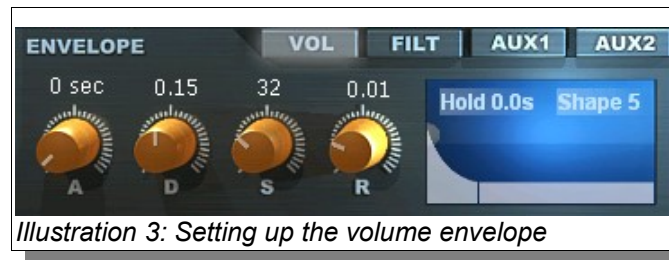 ENVELOPE VOL FILT AUX1 AUX2
0 sec 0.15 32 0.01
Hold 0.0s Shape 5
A D S R
Illustration 3: Setting up the volume envelope